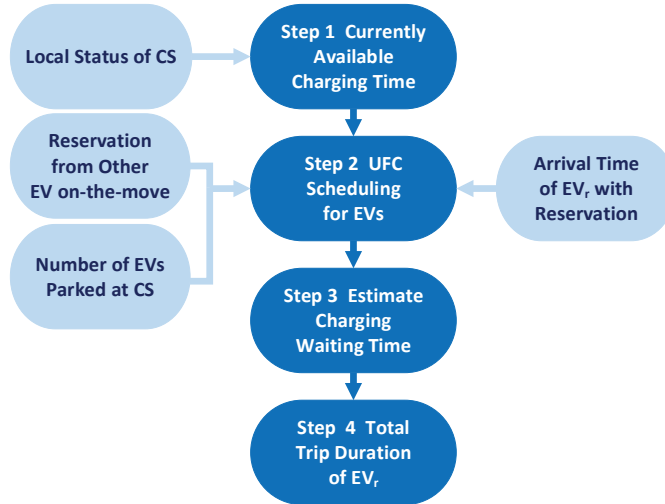 Local Status of CS
Step 1 Currently
Available
Charging Time
Reservation
from Other
EV on-the-move
Step 2 UFC
Scheduling
for EVs
Arrival Time
of EVr with
Reservation
Number of EVs
Parked at CS
Step 3 Estimate
Charging
Waiting Time
Step 4 Total
Trip Duration
of EVr